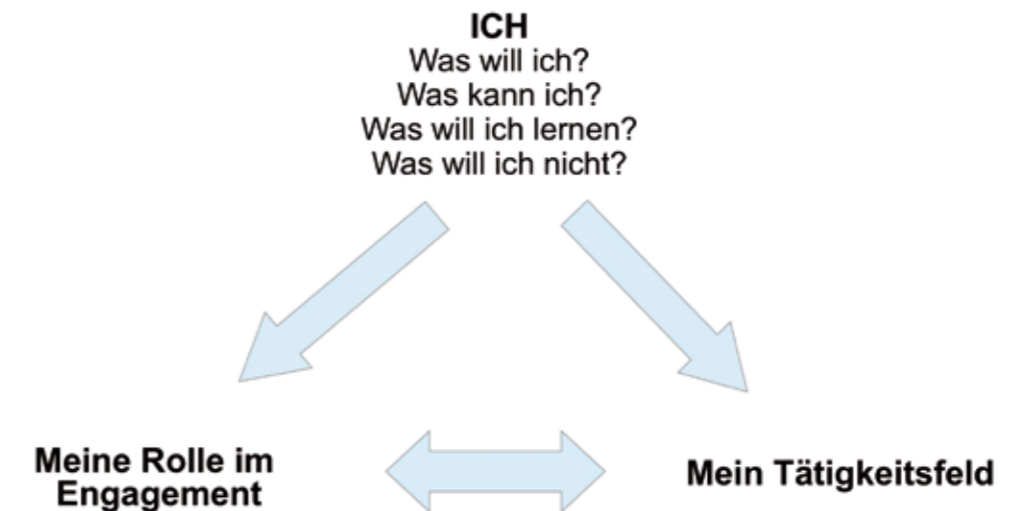 ICH
Was will ich?
Was kann ich?
Was will ich lernen?
Was will ich nicht?
Meine Rolle im
Engagement
Mein Tätigkeitsfeld